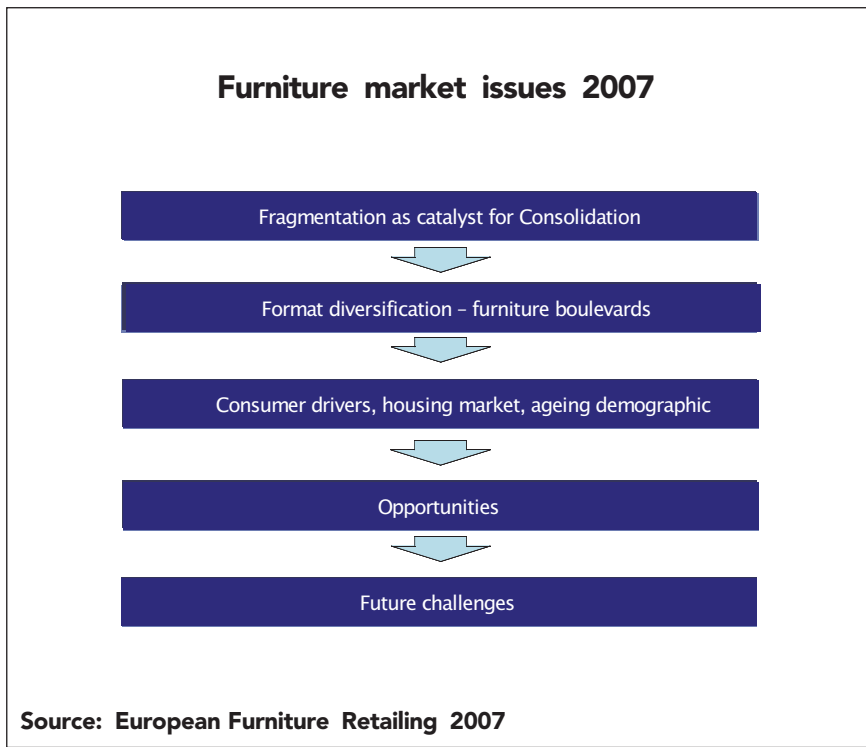 Furniture market issues 2007
Fragmentation as catalyst for Consolidation
Format diversification – furniture boulevards
Consumer drivers, housing market, ageing demographic
Opportunities
Future challenges
Source: European Furniture Retailing 2007